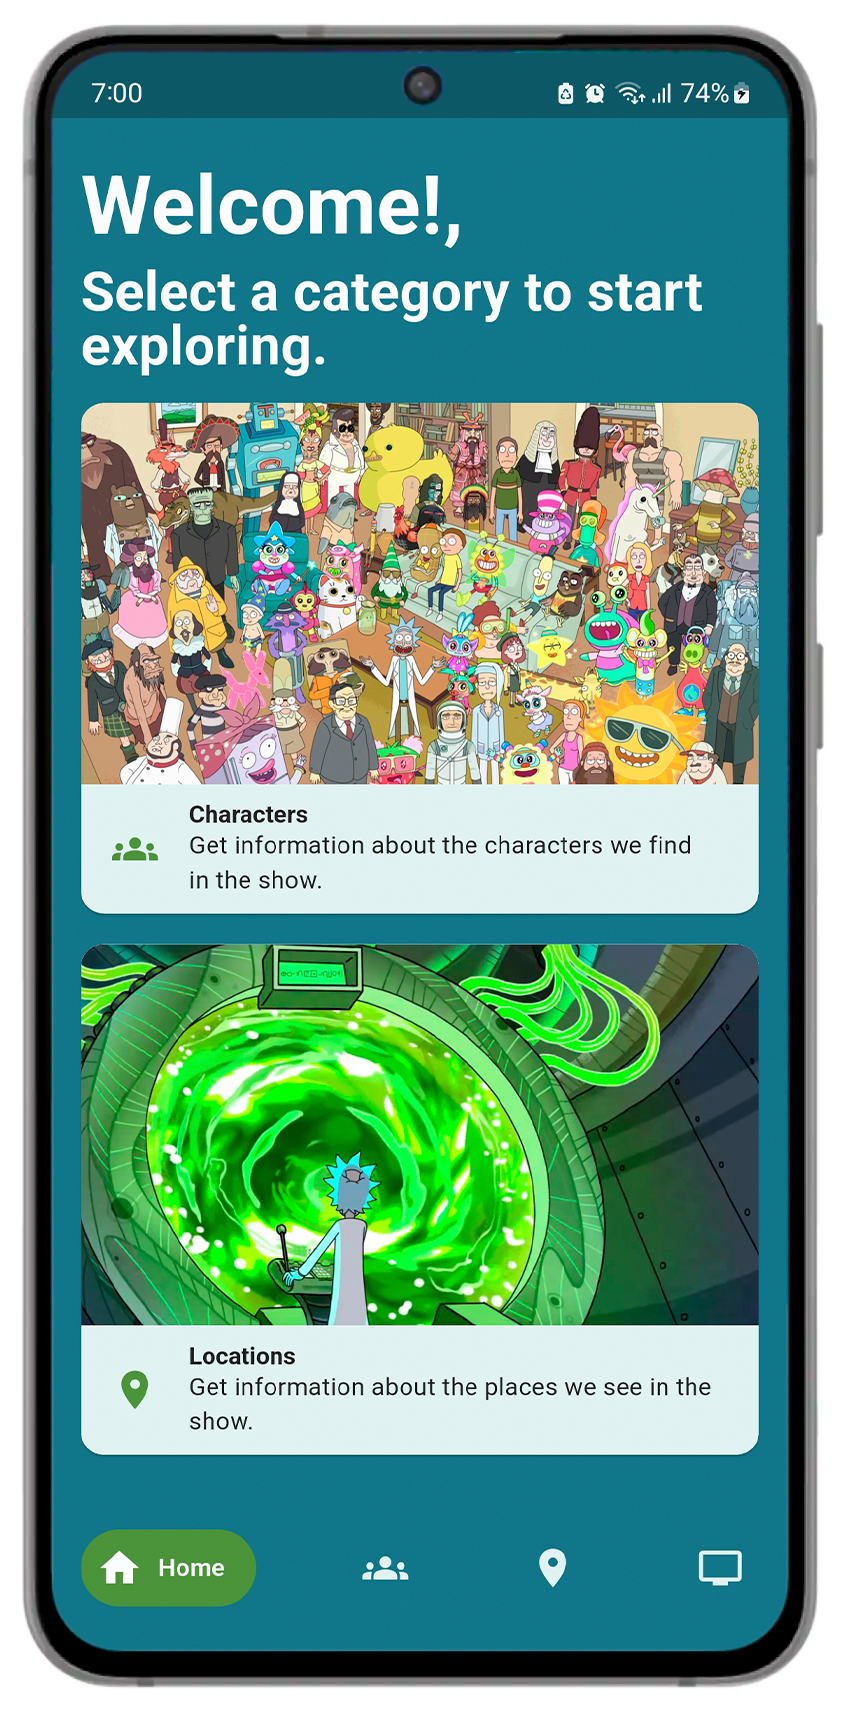 7:00 74%
Welcome!,
Select a category to start
exploring.
Characters
Get information about the characters we find
in the show.
Locations
Get information about the places we see in the
show.
Home